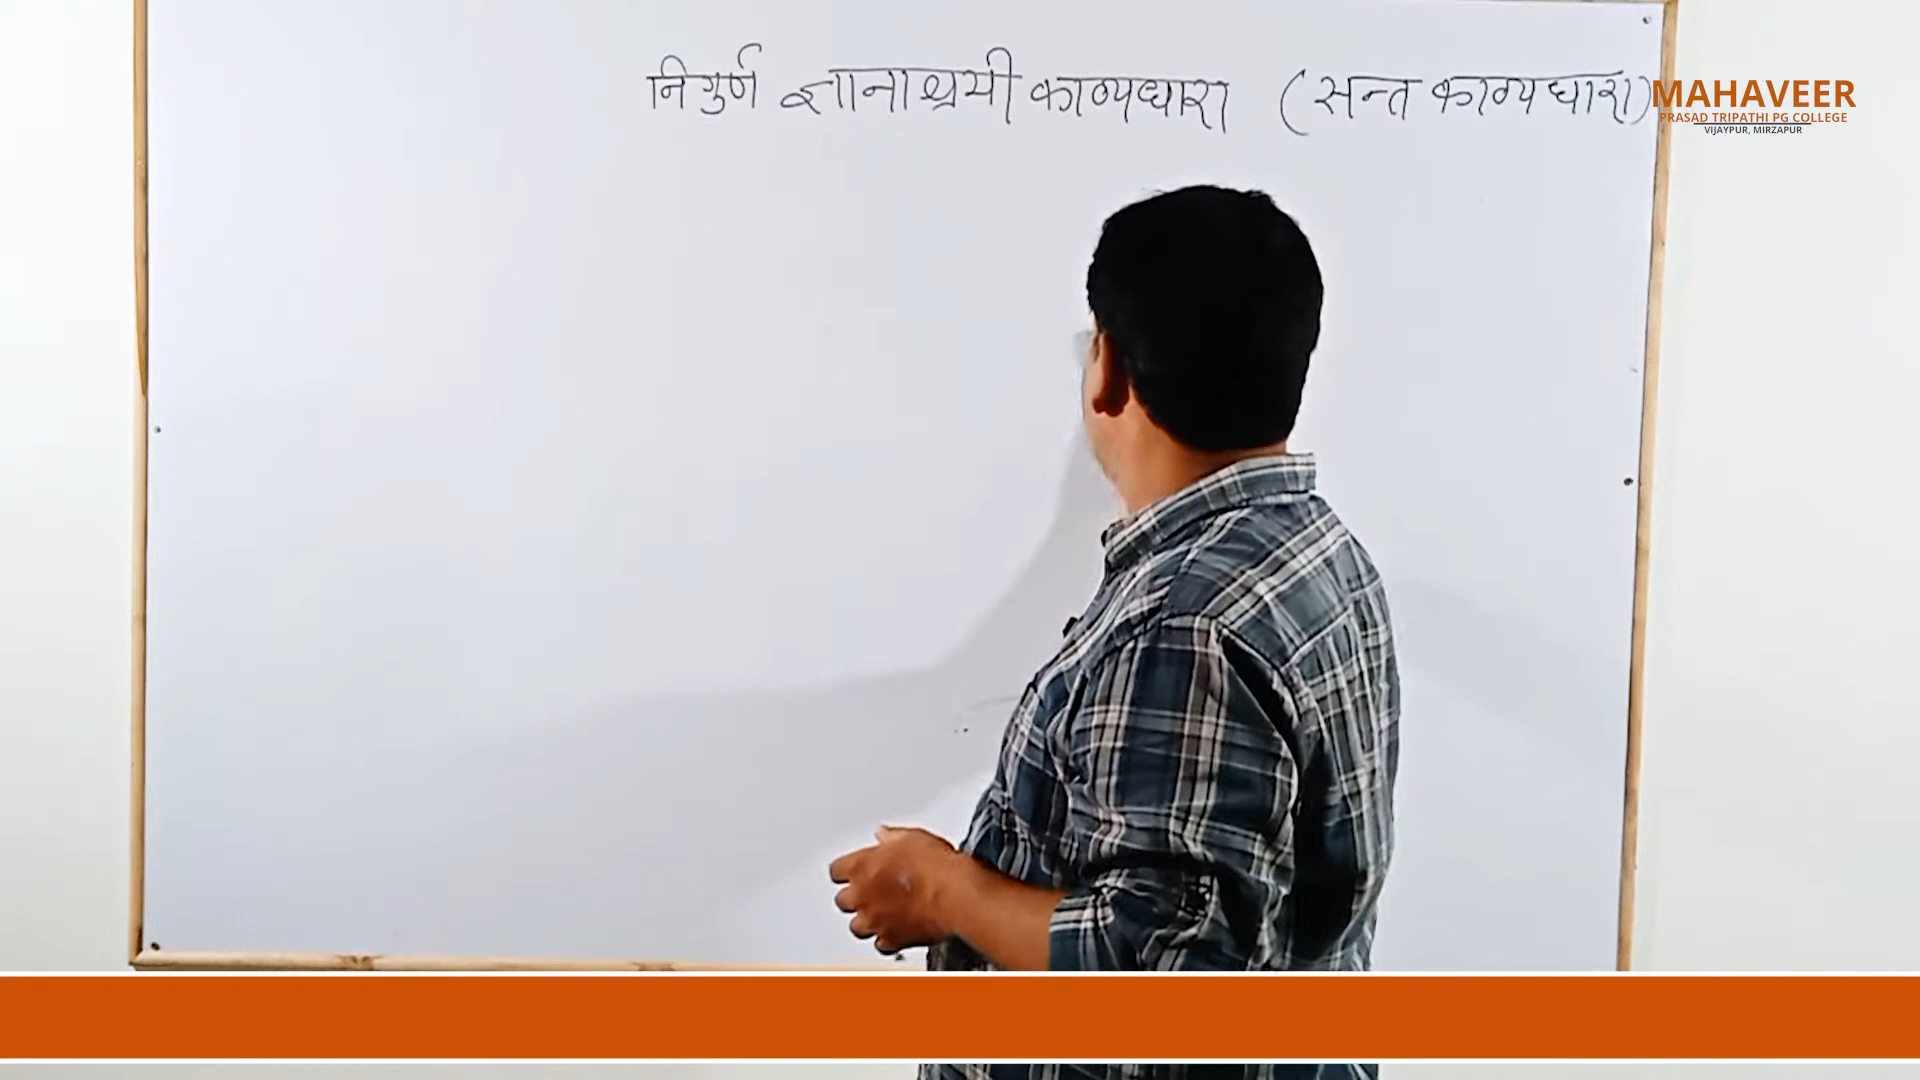 निगुर्ण ज्ञानाश्रयी काव्यधारा (सन्त काव्यधारा)
MAHAVEER
PRASAD TRIPATHI PG COLLEGE
VIJAYPUR, MIRZAPUR